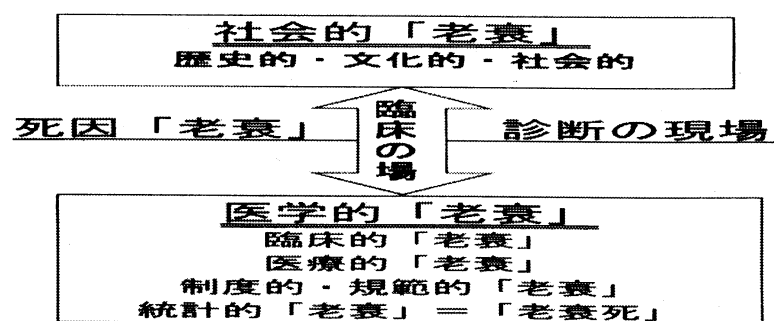 社会的「老衰」
歴史的・文化的・社会的
死因「老衰」
臨床の場
診断の現場
医学的「老衰」
臨床的「老衰」
医療的「老衰」
制度的・規範的「老衰」
統計的「老衰」＝「老衰死」